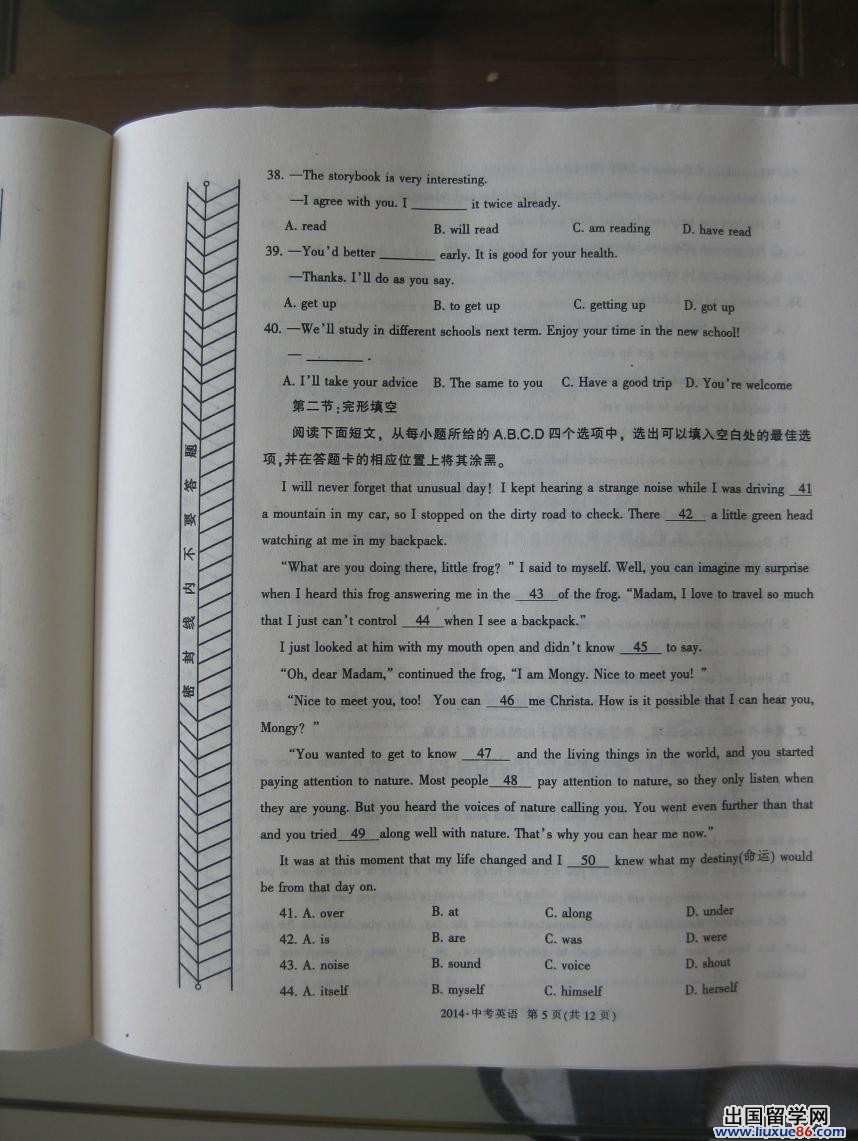 38. —The storybook is very interesting.
—I agree with you. I ________ it twice already.
A. read B. will read C. am reading D. have read
39. —You'd better ________ early. It is good for your health.
—Thanks. I'll do as you say.
A. get up B. to get up C. getting up D. got up
40. —We'll study in different schools next term. Enjoy your time in the new school!
— ________ .
A. I'll take your advice B. The same to you C. Have a good trip D. You're welcome
第二节:完形填空
阅读下面短文，从每小题所给的 A.B.C.D 四个选项中，选出可以填入空白处的最佳选
项,并在答题卡的相应位置上将其涂黑。
I will never forget that unusual day! I kept hearing a strange noise while I was driving 41
a mountain in my car, so I stopped on the dirty road to check. There 42 a little green head
watching at me in my backpack.
"What are you doing there, little frog? " I said to myself. Well, you can imagine my surprise
when I heard this frog answering me in the 43 of the frog. "Madam, I love to travel so much
that I just can't control 44 when I see a backpack."
I just looked at him with my mouth open and didn't know 45 to say.
"Oh, dear Madam," continued the frog, "I am Mongy. Nice to meet you! "
"Nice to meet you, too! You can 46 me Christa. How is it possible that I can hear you,
Mongy? "
"You wanted to get to know 47 and the living things in the world, and you started
paying attention to nature. Most people 48 pay attention to nature, so they only listen when
they are young. But you heard the voices of nature calling you. You went even further than that
and you tried 49 along well with nature. That's why you can hear me now."
It was at this moment that my life changed and I 50 knew what my destiny(命运) would
be from that day on.
41. A. over B. at C. along D. under
42. A. is B. are C. was D. were
43. A. noise B. sound C. voice D. shout
44. A. itself B. myself C. himself D. herself
2014·中考英语 第 5 页(共 12 页)
密封线内不要答题
出国留学网
www.liuxue86.com